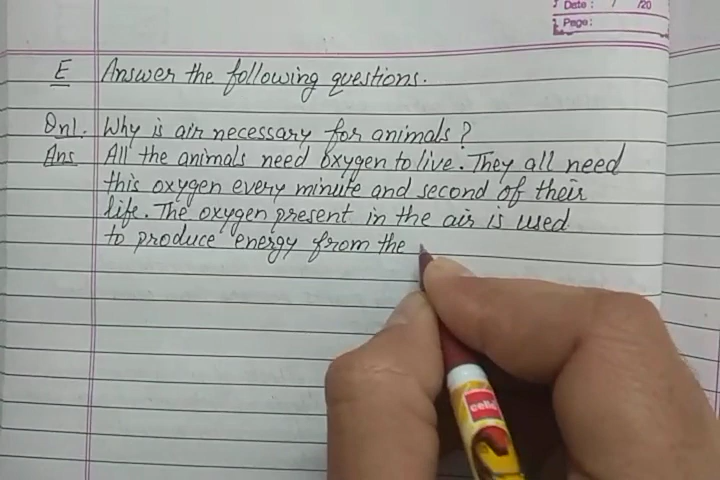 Date: / /20
Page:
E Answer the following questions.
Qn1. Why is air necessary for animals?
Ans All the animals need oxygen to live. They all need
this oxygen every minute and second of their
life. The oxygen present in the air is used
to produce energy from the
cello